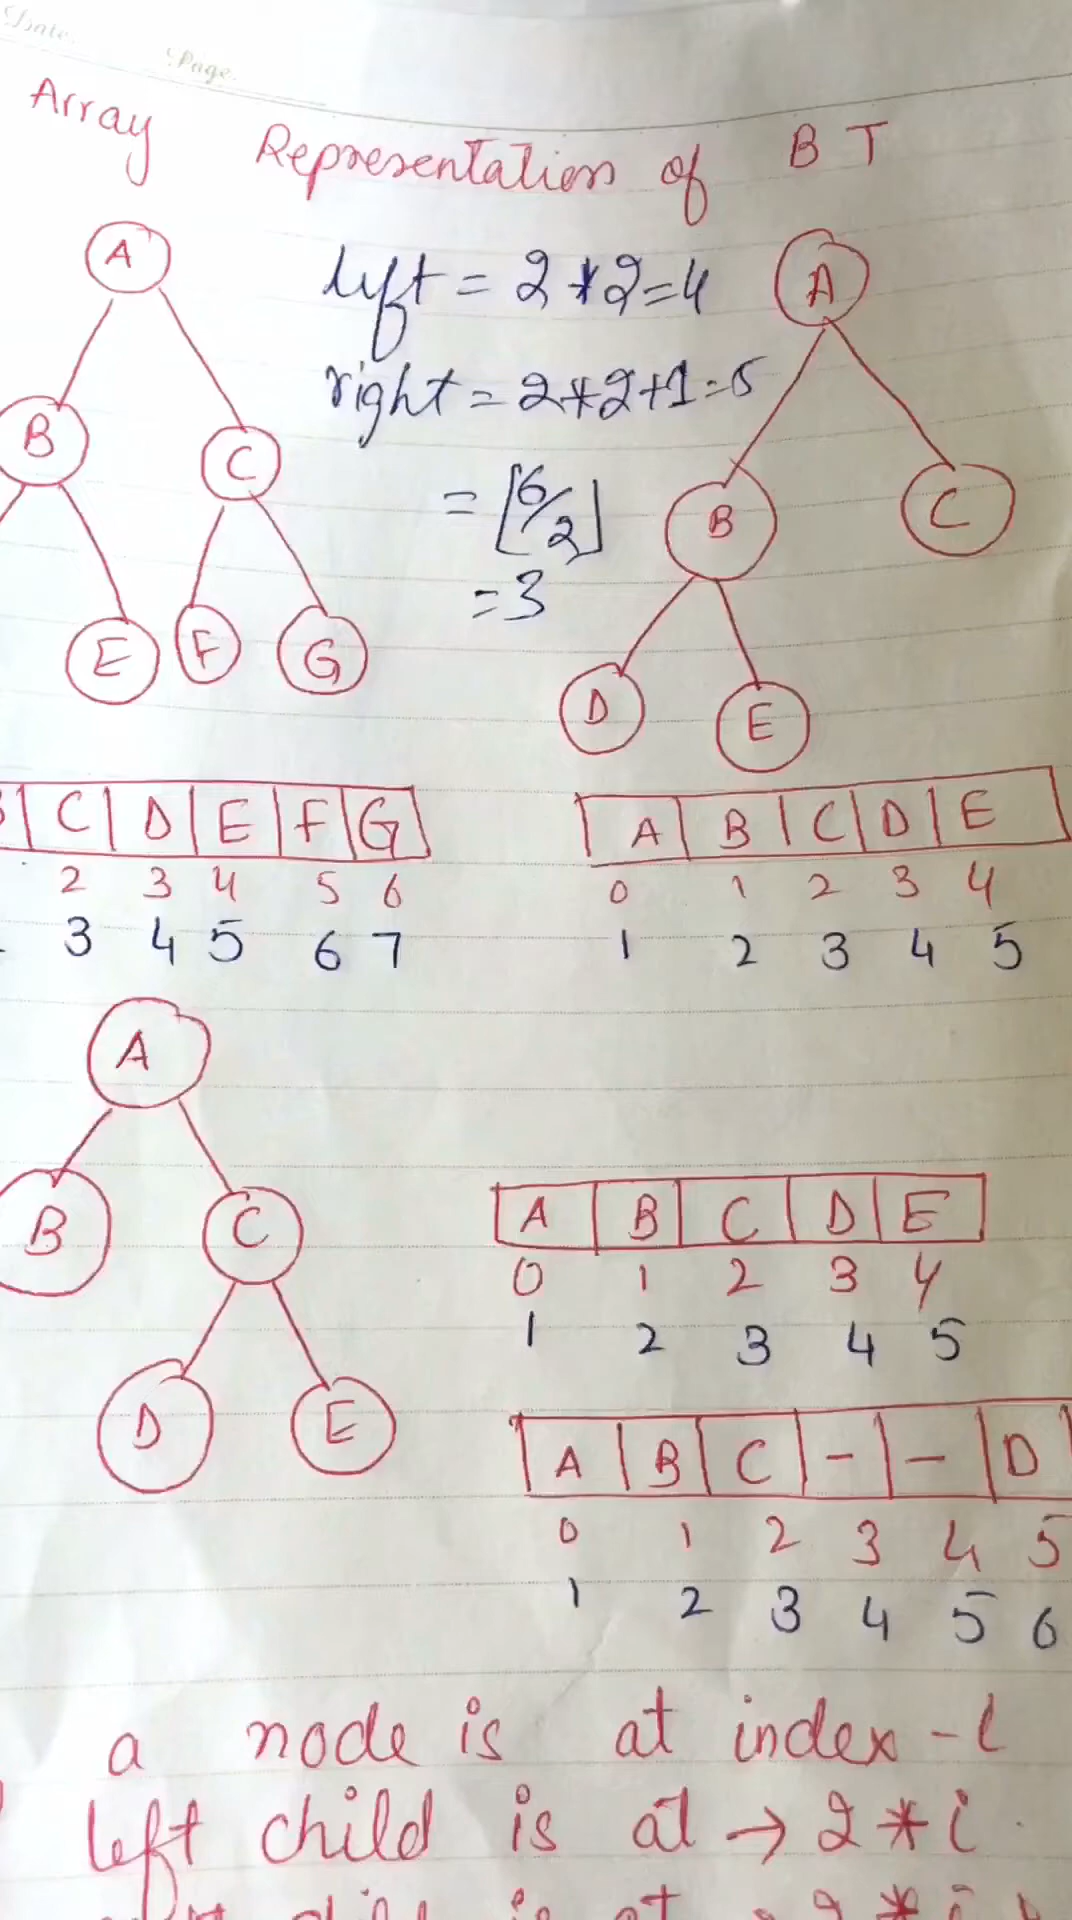 Date.
Page.
Array Representation of BT
A
left = 2*2=4
A
right = 2*2+1=5
B
C
= ⌊6/2⌋
B
C
=3
E
F
G
D
E
C D E F G
A B C D E
2 3 4 5 6
0 1 2 3 4
3 4 5 6 7
1 2 3 4 5
A
B
C
A B C D E
0 1 2 3 4
1 2 3 4 5
D
E
A B C - - D
0 1 2 3 4 5
1 2 3 4 5 6
a node is at index - i
left child is at → 2 * i